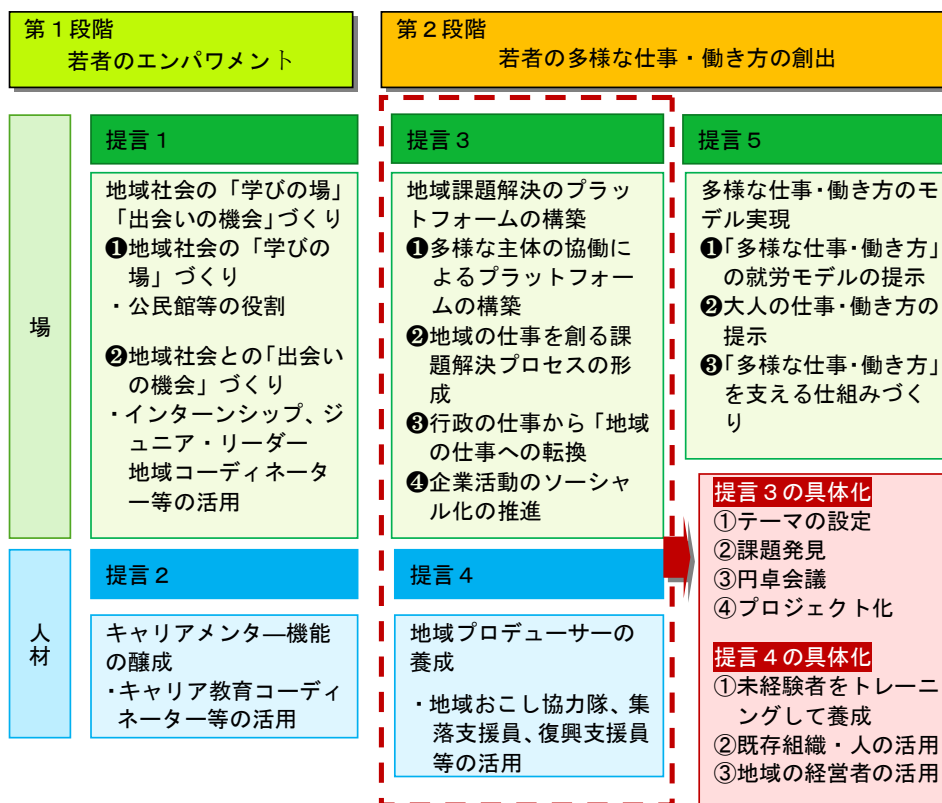 第１段階
若者のエンパワメント
第２段階
若者の多様な仕事・働き方の創出
場
提言１
地域社会の「学びの場」
「出会いの機会」づくり
❶地域社会の「学びの
場」づくり
・公民館等の役割
❷地域社会との「出会い
の機会」づくり
・インターンシップ、ジ
ュニア・リーダー
地域コーディネータ
ー等の活用
提言３
地域課題解決のプラッ
トフォームの構築
❶多様な主体の協働に
よるプラットフォー
ムの構築
❷地域の仕事を創る課
題解決プロセスの形
成
❸行政の仕事から「地域
の仕事への転換
❹企業活動のソーシャ
ル化の推進
提言５
多様な仕事・働き方のモ
デル実現
❶「多様な仕事・働き方」
の就労モデルの提示
❷大人の仕事・働き方の
提示
❸「多様な仕事・働き方」
を支える仕組みづく
り
人
材
提言２
キャリアメンタ―機能
の醸成
・キャリア教育コーディ
ネーター等の活用
提言４
地域プロデューサーの
養成
・地域おこし協力隊、集
落支援員、復興支援員
等の活用
提言３の具体化
①テーマの設定
②課題発見
③円卓会議
④プロジェクト化
提言４の具体化
①未経験者をトレーニ
ングして養成
②既存組織・人の活用
③地域の経営者の活用